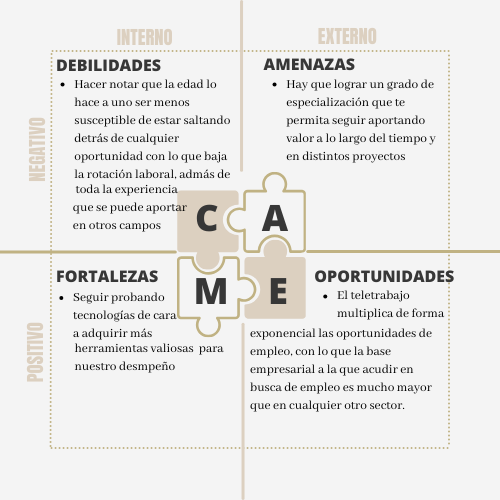 INTERNO
EXTERNO
NEGATIVO
DEBILIDADES
• Hacer notar que la edad lo
hace a uno ser menos
susceptible de estar saltando
detrás de cualquier
oportunidad con lo que baja
la rotación laboral, admás de
toda la experiencia
que se puede aportar
en otros campos
AMENAZAS
• Hay que lograr un grado de
especialización que te
permita seguir aportando
valor a lo largo del tiempo y
en distintos proyectos
C
A
M
E
POSITIVO
FORTALEZAS
• Seguir probando
tecnologías de cara
a adquirir más
herramientas valiosas para
nuestro desmpeño
OPORTUNIDADES
• El teletrabajo
multiplica de forma
exponencial las oportunidades de
empleo, con lo que la base
empresarial a la que acudir en
busca de empleo es mucho mayor
que en cualquier otro sector.